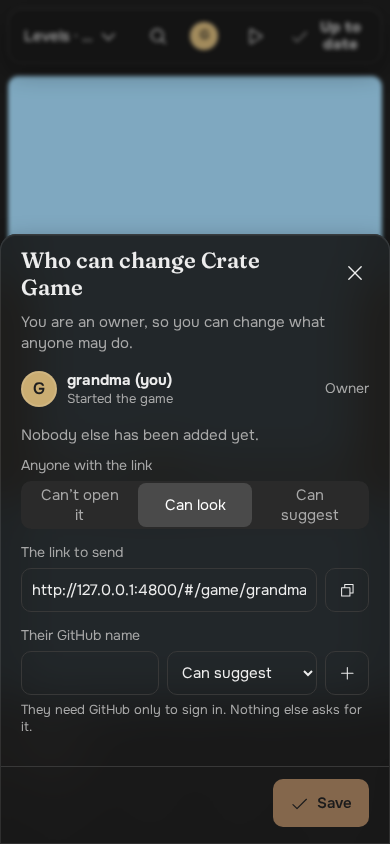 Levels · ...
G
Up to
date
Who can change Crate
Game
You are an owner, so you can change what
anyone may do.
G
grandma (you)
Owner
Started the game
Nobody else has been added yet.
Anyone with the link
Can't open
it
Can look
Can
suggest
The link to send
http://127.0.0.1:4800/#/game/grandma
Their GitHub name
Can suggest
They need GitHub only to sign in. Nothing else asks for
it.
Save